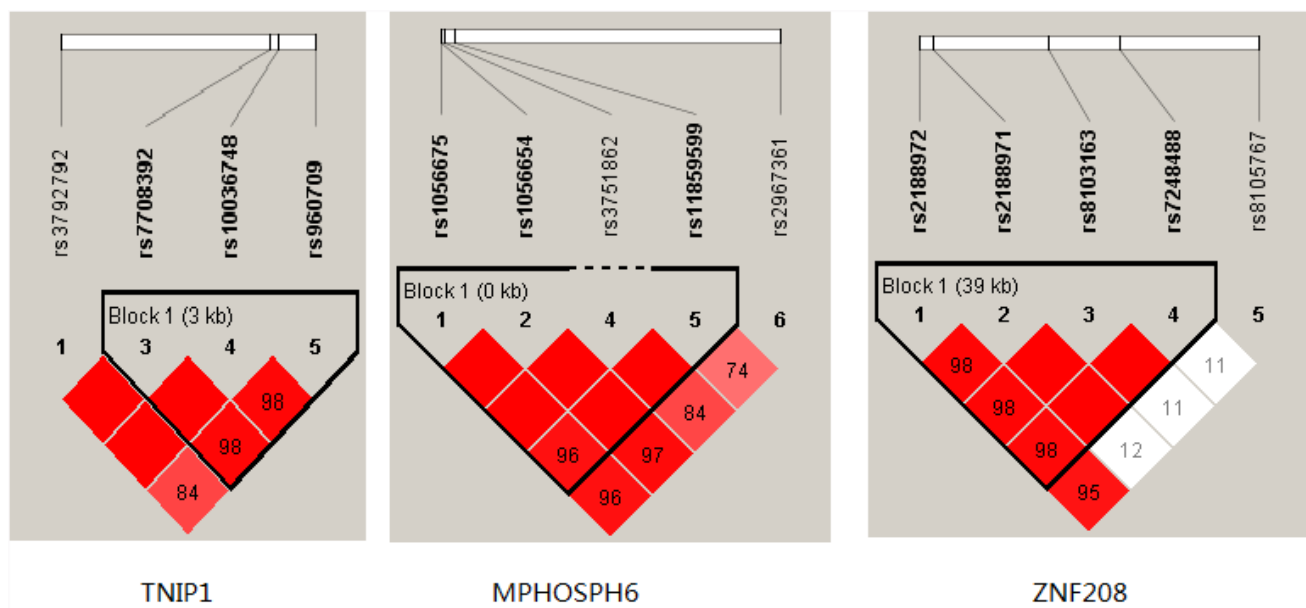 rs3792792
rs7708392
rs10036748
rs960709
Block 1 (3 kb)
1 3 4 5
98
98
84
TNIP1
rs1056675
rs1056654
rs3751862
rs11859599
rs2967361
Block 1 (0 kb)
1 2 4 5 6
74
84
96 97
96
MPHOSPH6
rs2188972
rs2188971
rs8103163
rs7248488
rs8105767
Block 1 (39 kb)
1 2 3 4 5
98 11
98 11
98 12
95
ZNF208